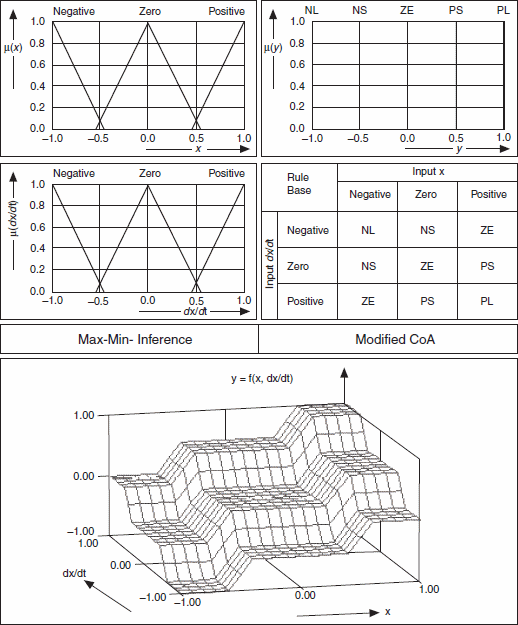 Negative Zero Positive
μ(x)
1.0
0.8
0.6
0.4
0.2
0.0
–1.0 –0.5 0.0 0.5 1.0
x
NL NS ZE PS PL
μ(y)
1.0
0.8
0.6
0.4
0.2
0.0
–1.0 –0.5 0.0 0.5 1.0
y
Negative Zero Positive
μ(dx/dt)
1.0
0.8
0.6
0.4
0.2
0.0
–1.0 –0.5 0.0 0.5 1.0
dx/dt
Rule
Base
Input x
Negative Zero Positive
Input dx/dt
Negative NL NS ZE
Zero NS ZE PS
Positive ZE PS PL
Max-Min- Inference
Modified CoA
y = f(x, dx/dt)
1.00
0.00
–1.00
1.00
0.00
–1.00
dx/dt
–1.00
0.00
1.00
x